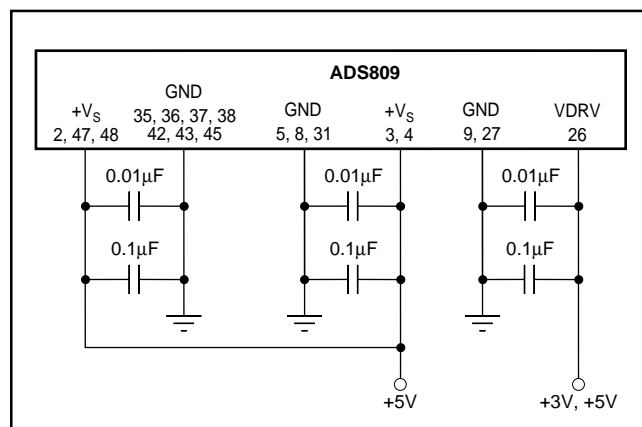 ADS809
+VS
2, 47, 48
GND
35, 36, 37, 38
42, 43, 45
GND
5, 8, 31
+VS
3, 4
GND
9, 27
VDRV
26
0.01µF
0.01µF
0.01µF
0.1µF
0.1µF
0.1µF
+5V
+3V, +5V